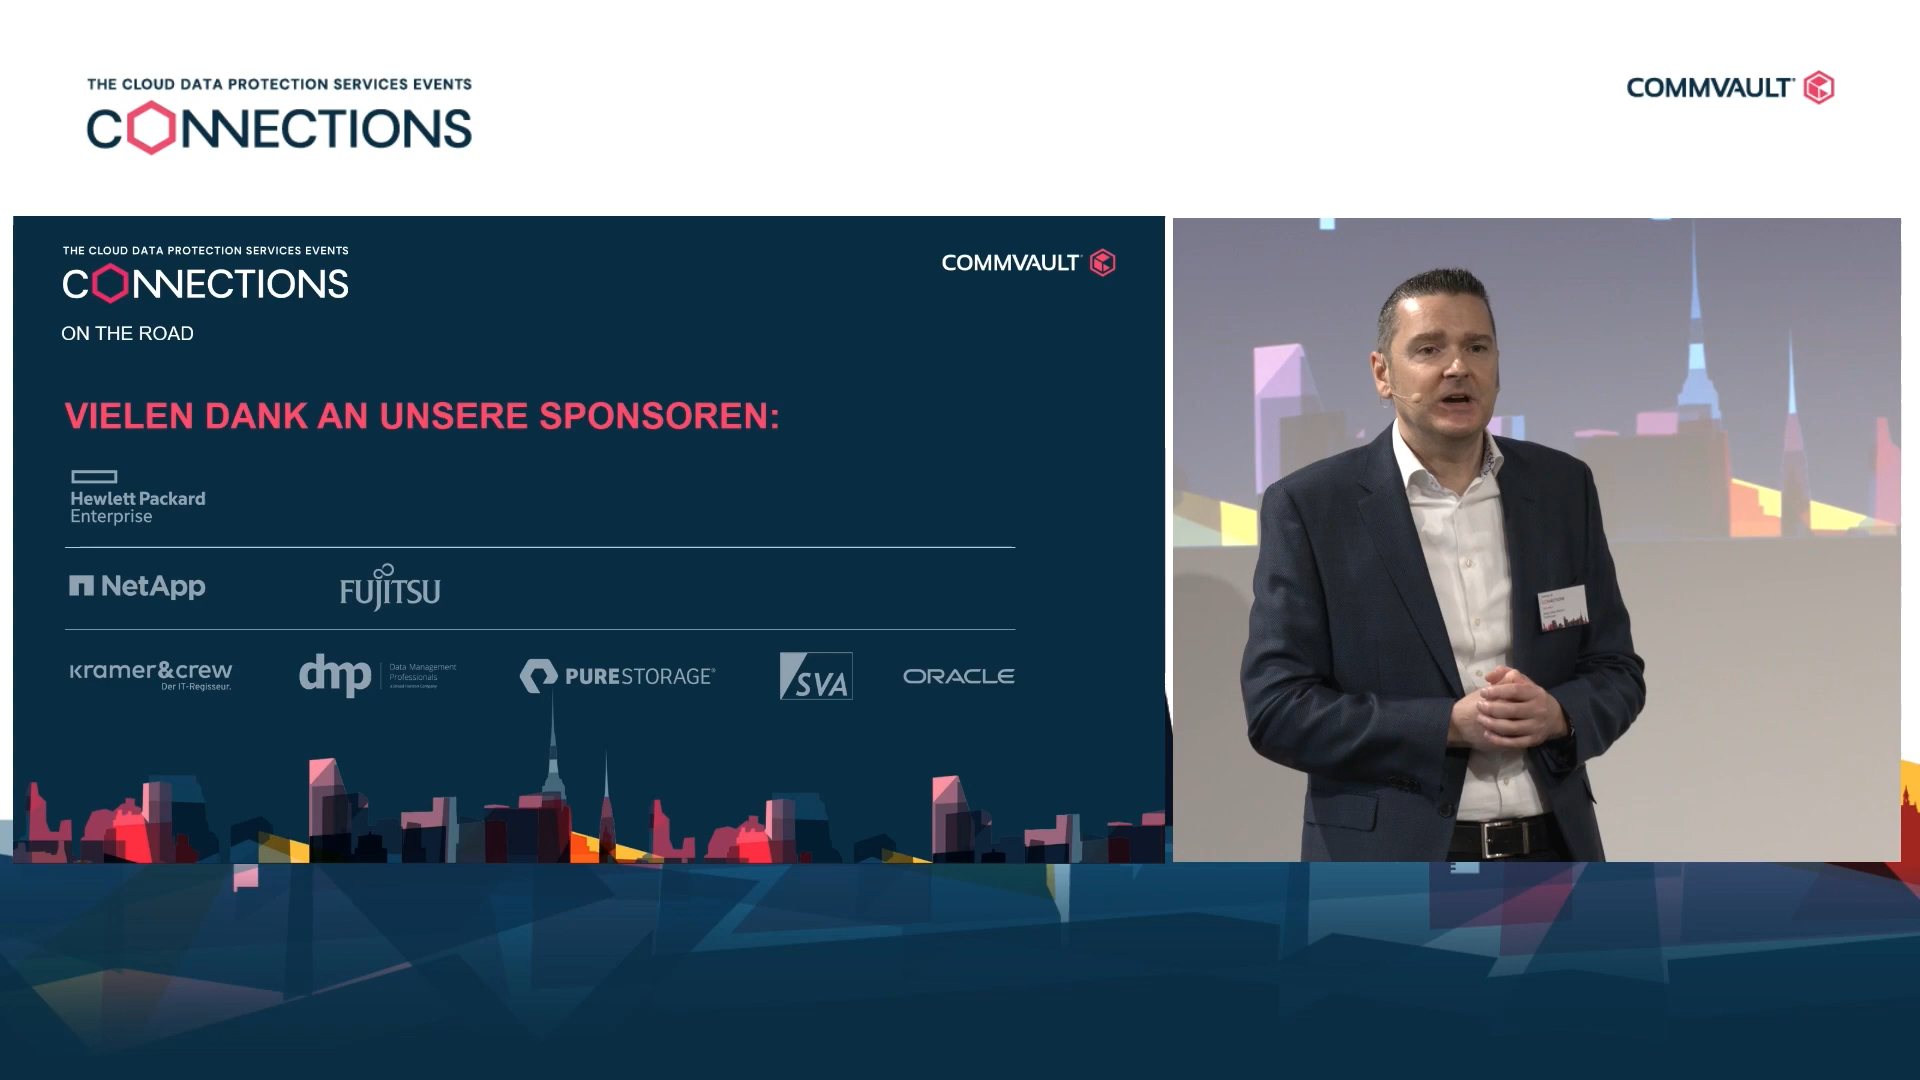 THE CLOUD DATA PROTECTION SERVICES EVENTS
CONNECTIONS
COMMVAULT
THE CLOUD DATA PROTECTION SERVICES EVENTS
CONNECTIONS
COMMVAULT
ON THE ROAD
VIELEN DANK AN UNSERE SPONSOREN:
Hewlett Packard
Enterprise
NetApp
FUJITSU
kramer&crew
Der IT-Regisseur.
dmp
Data Management
Professionals
PURESTORAGE®
SVA
ORACLE
CONNECTIONS